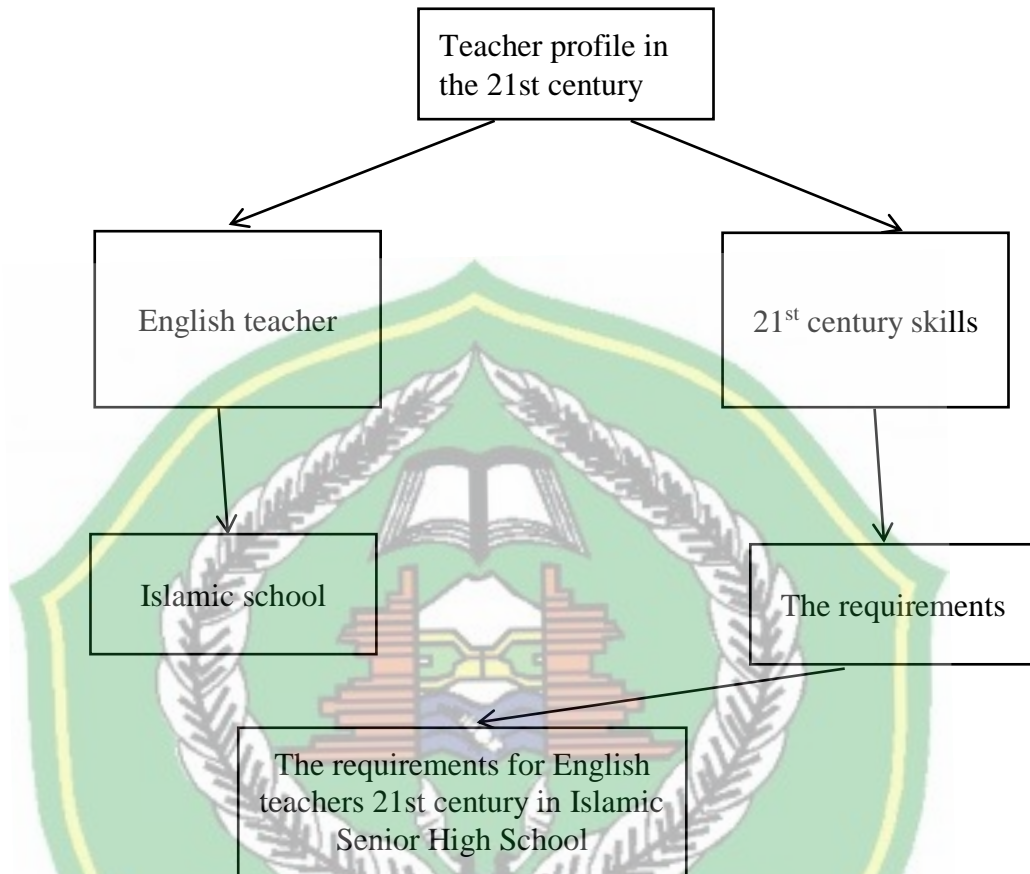 Teacher profile in
the 21st century
English teacher
21st century skills
Islamic school
The requirements
The requirements for English
teachers 21st century in Islamic
Senior High School